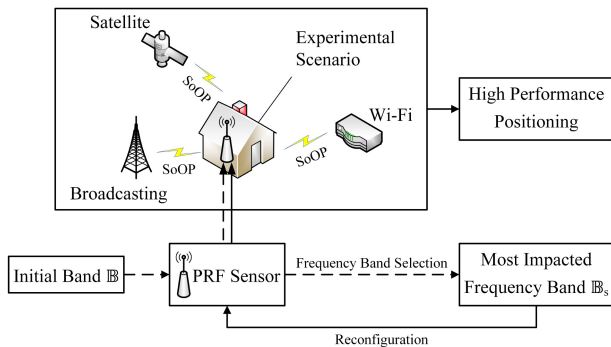 Satellite
Experimental
Scenario
SoOP
Wi-Fi
SoOP
SoOP
Broadcasting
High Performance
Positioning
Initial Band 𝔹
PRF Sensor
Frequency Band Selection
Most Impacted
Frequency Band 𝔹s
Reconfiguration